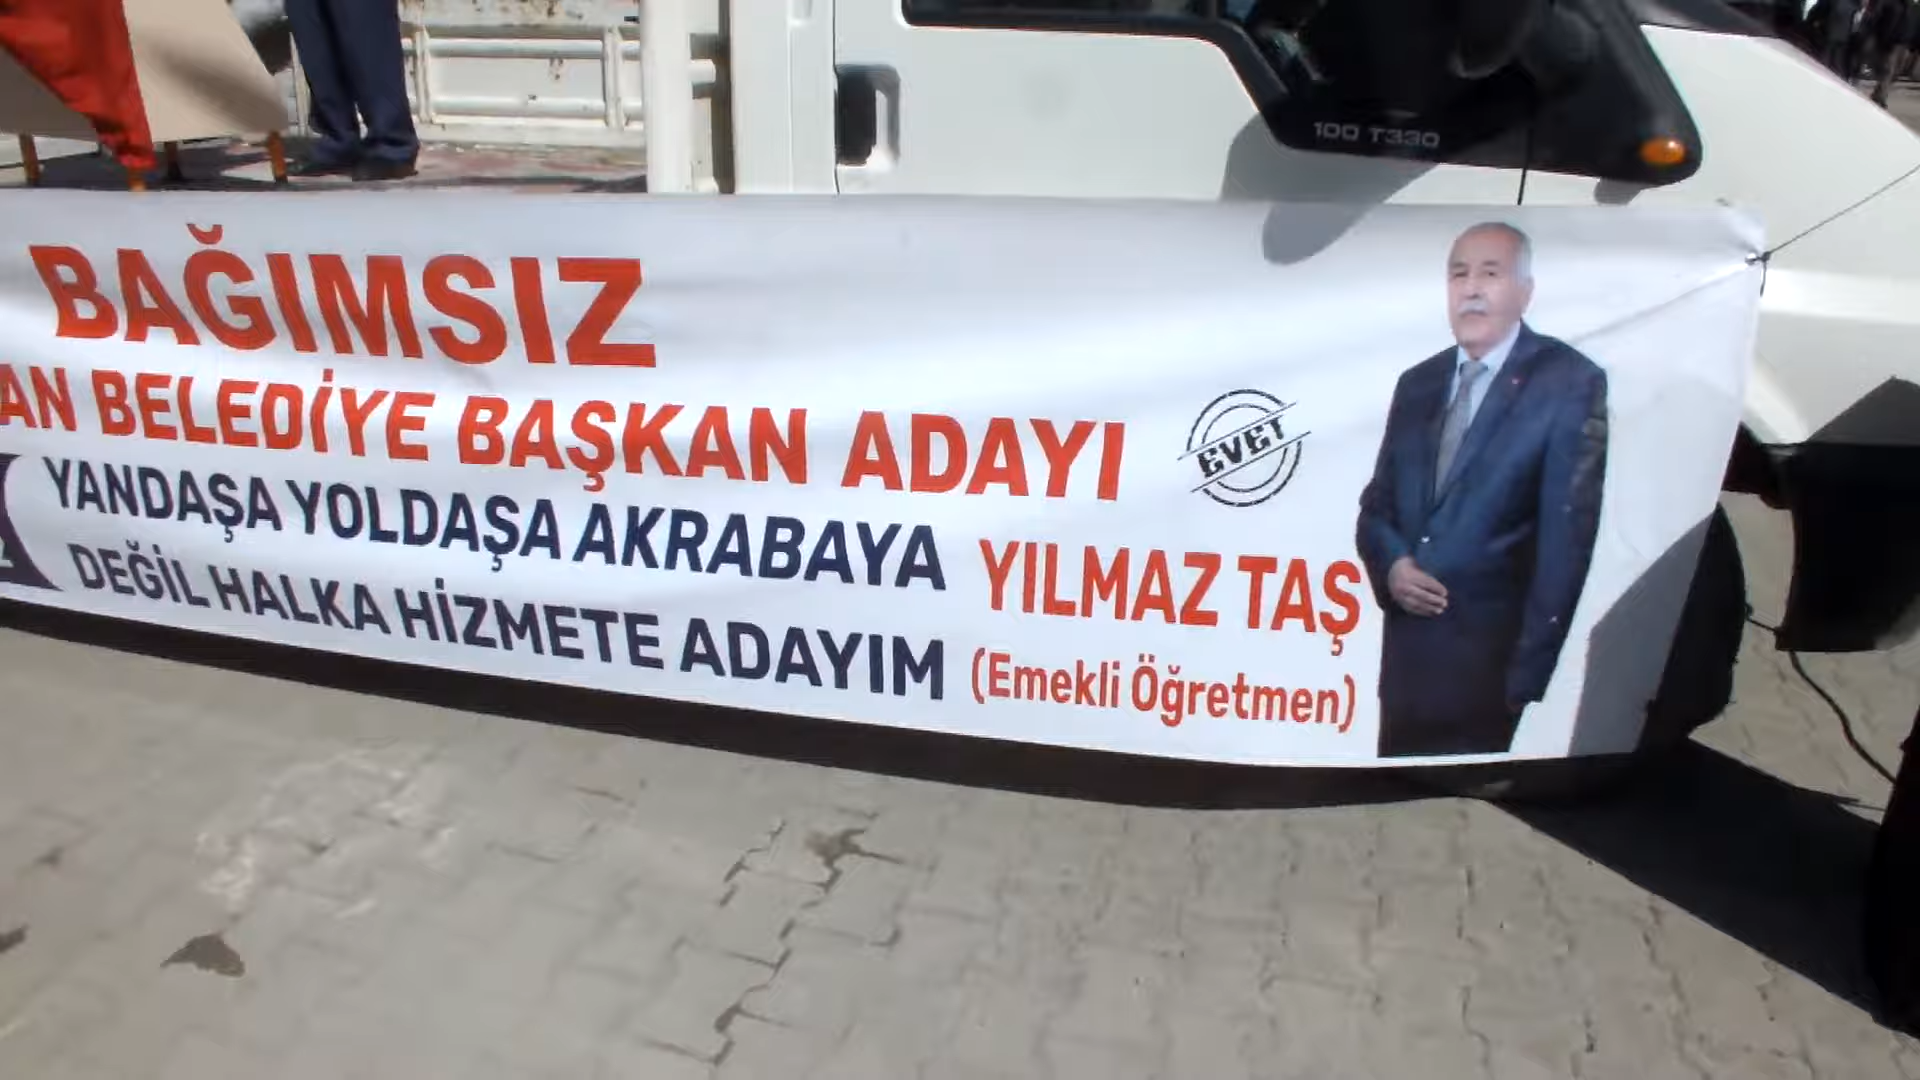 100 T330
BAĞIMSIZ
AN BELEDİYE BAŞKAN ADAYI
EVET
YANDAŞA YOLDAŞA AKRABAYA
DEĞİL HALKA HİZMETE ADAYIM
YILMAZ TAŞ
(Emekli Öğretmen)